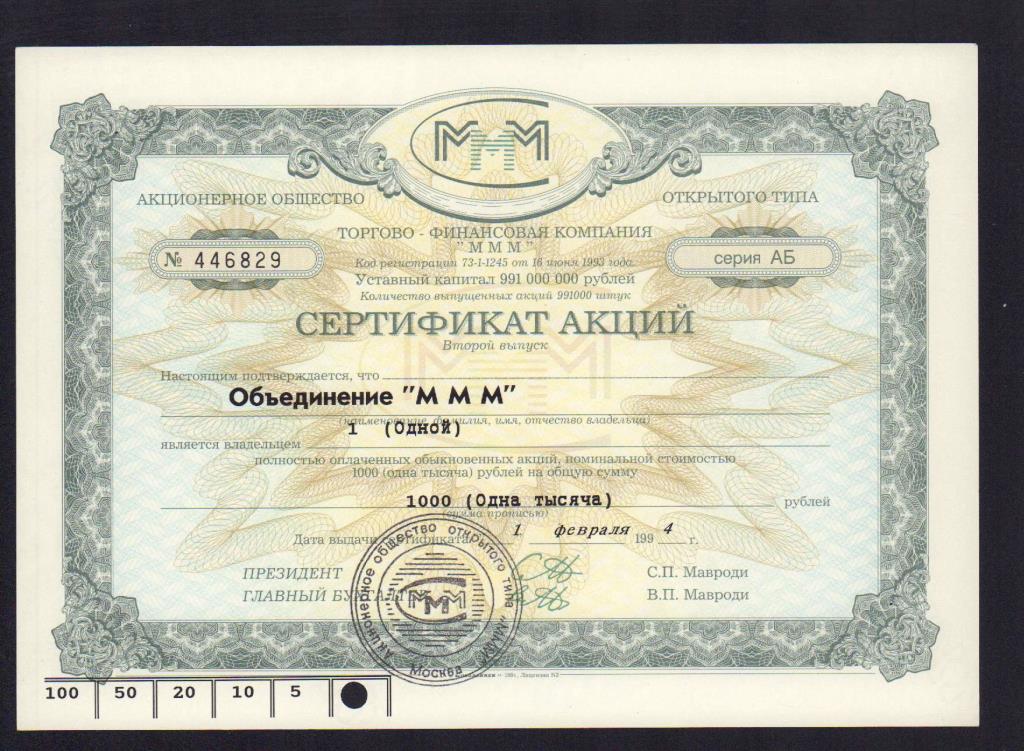 МММ
АКЦИОНЕРНОЕ ОБЩЕСТВО ОТКРЫТОГО ТИПА
ТОРГОВО - ФИНАНСОВАЯ КОМПАНИЯ
"МММ"
№ 446829
серия АБ
Код регистрации 73-1-1245 от 16 июня 1993 года.
Уставный капитал 991 000 000 рублей
Количество выпущенных акций 991000 штук
СЕРТИФИКАТ АКЦИЙ
Второй выпуск
Настоящим подтверждается, что
Объединение "М М М"
(наименование, фамилия, имя, отчество владельца)
1 (Одной)
является владельцем
полностью оплаченных обыкновенных акций, номинальной стоимостью
1000 (одна тысяча) рублей на общую сумму
1000 (Одна тысяча) рублей
(сумма прописью)
Дата выдачи сертификата 1 февраля 1994 г.
ПРЕЗИДЕНТ С.П. Мавроди
ГЛАВНЫЙ БУХГАЛТЕР В.П. Мавроди
Акционерное общество открытого типа "МММ"
МММ
Москва
100 50 20 10 5